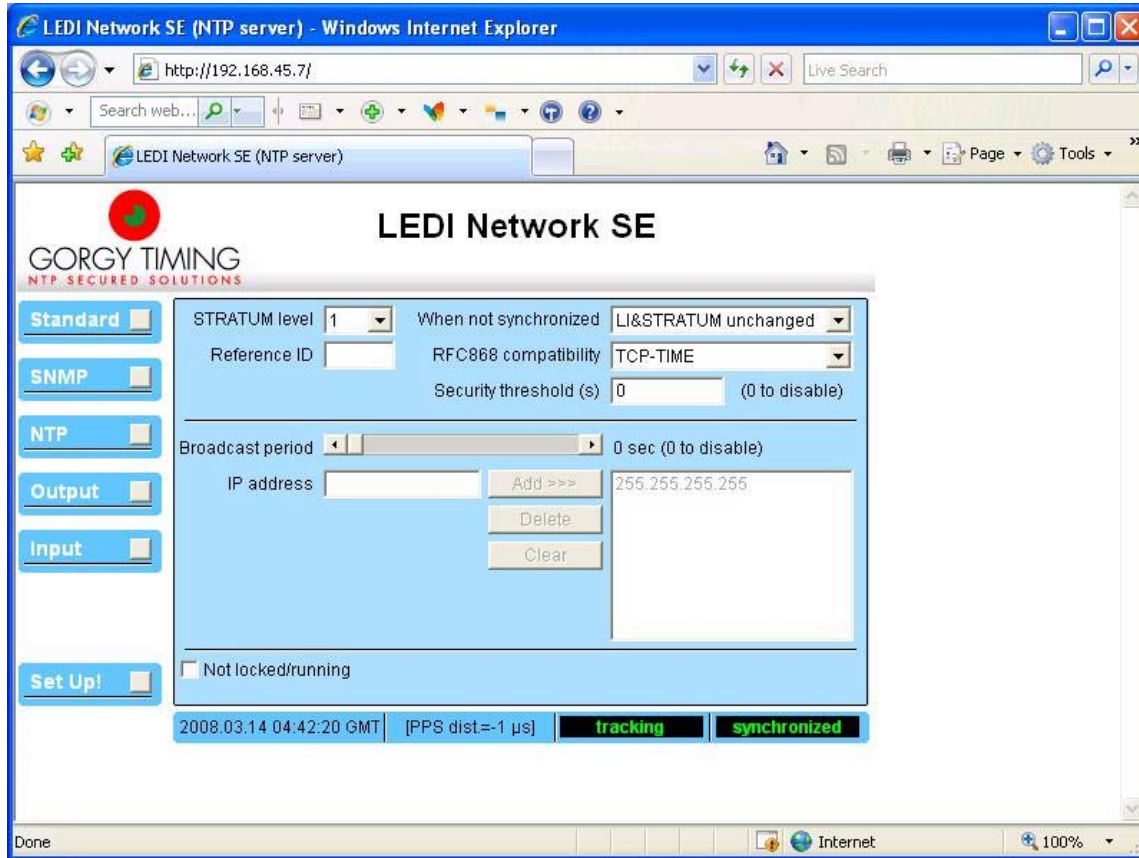 LEDI Network SE (NTP server) - Windows Internet Explorer
http://192.168.45.7/
Live Search
Search web...
LEDI Network SE (NTP server)
Page
Tools
»
GORGY TIMING
NTP SECURED SOLUTIONS
LEDI Network SE
Standard
SNMP
NTP
Output
Input
Set Up!
STRATUM level 1
When not synchronized LI&STRATUM unchanged
Reference ID
RFC868 compatibility TCP-TIME
Security threshold (s) 0 (0 to disable)
Broadcast period 0 sec (0 to disable)
IP address Add >>> 255.255.255.255
Delete
Clear
Not locked/running
2008.03.14 04:42:20 GMT [PPS dist.=-1 µs] tracking synchronized
Done Internet 100%